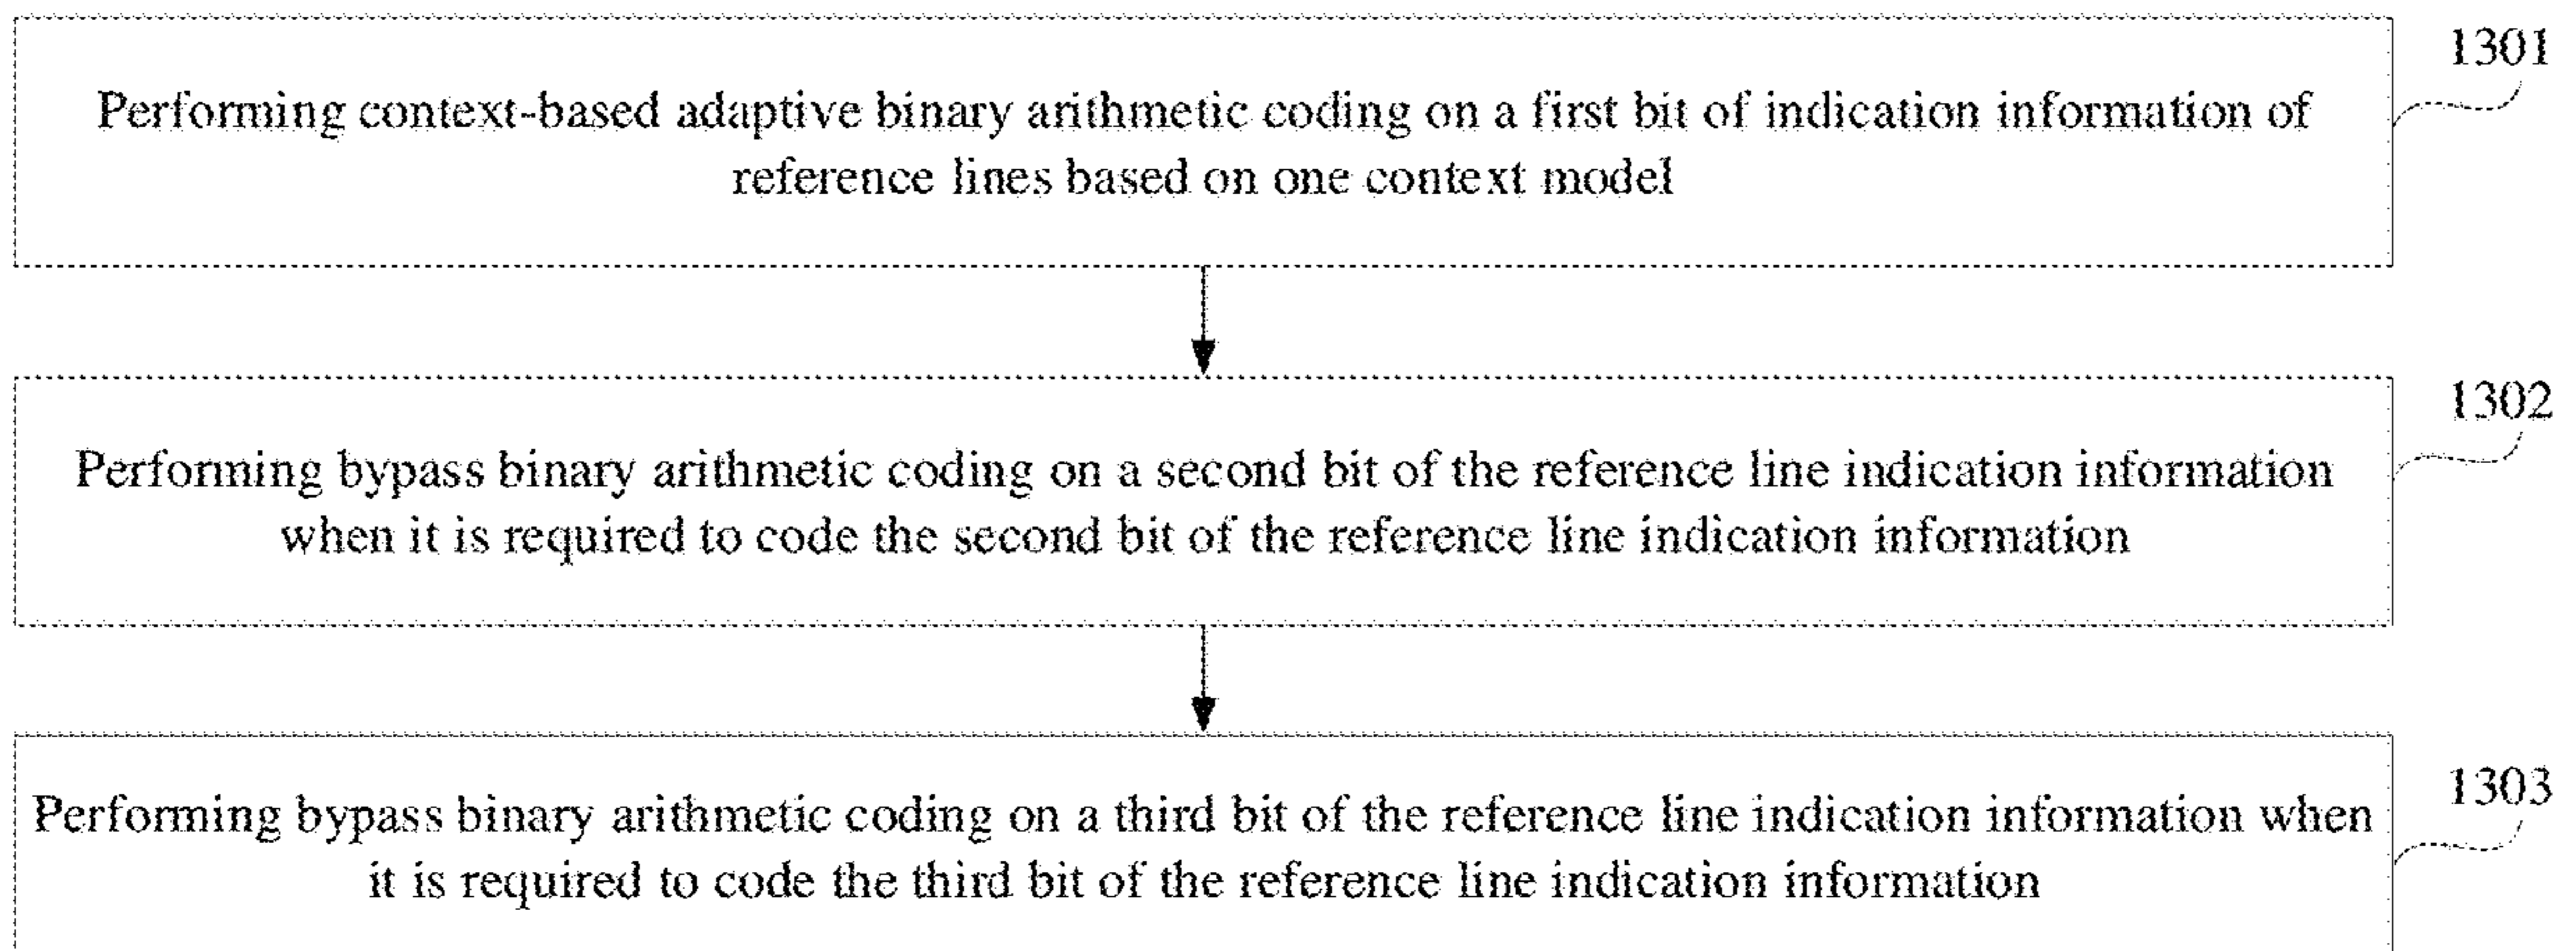 Performing context-based adaptive binary arithmetic coding on a first bit of indication information of
reference lines based on one context model
1301
Performing bypass binary arithmetic coding on a second bit of the reference line indication information
when it is required to code the second bit of the reference line indication information
1302
Performing bypass binary arithmetic coding on a third bit of the reference line indication information when
it is required to code the third bit of the reference line indication information
1303